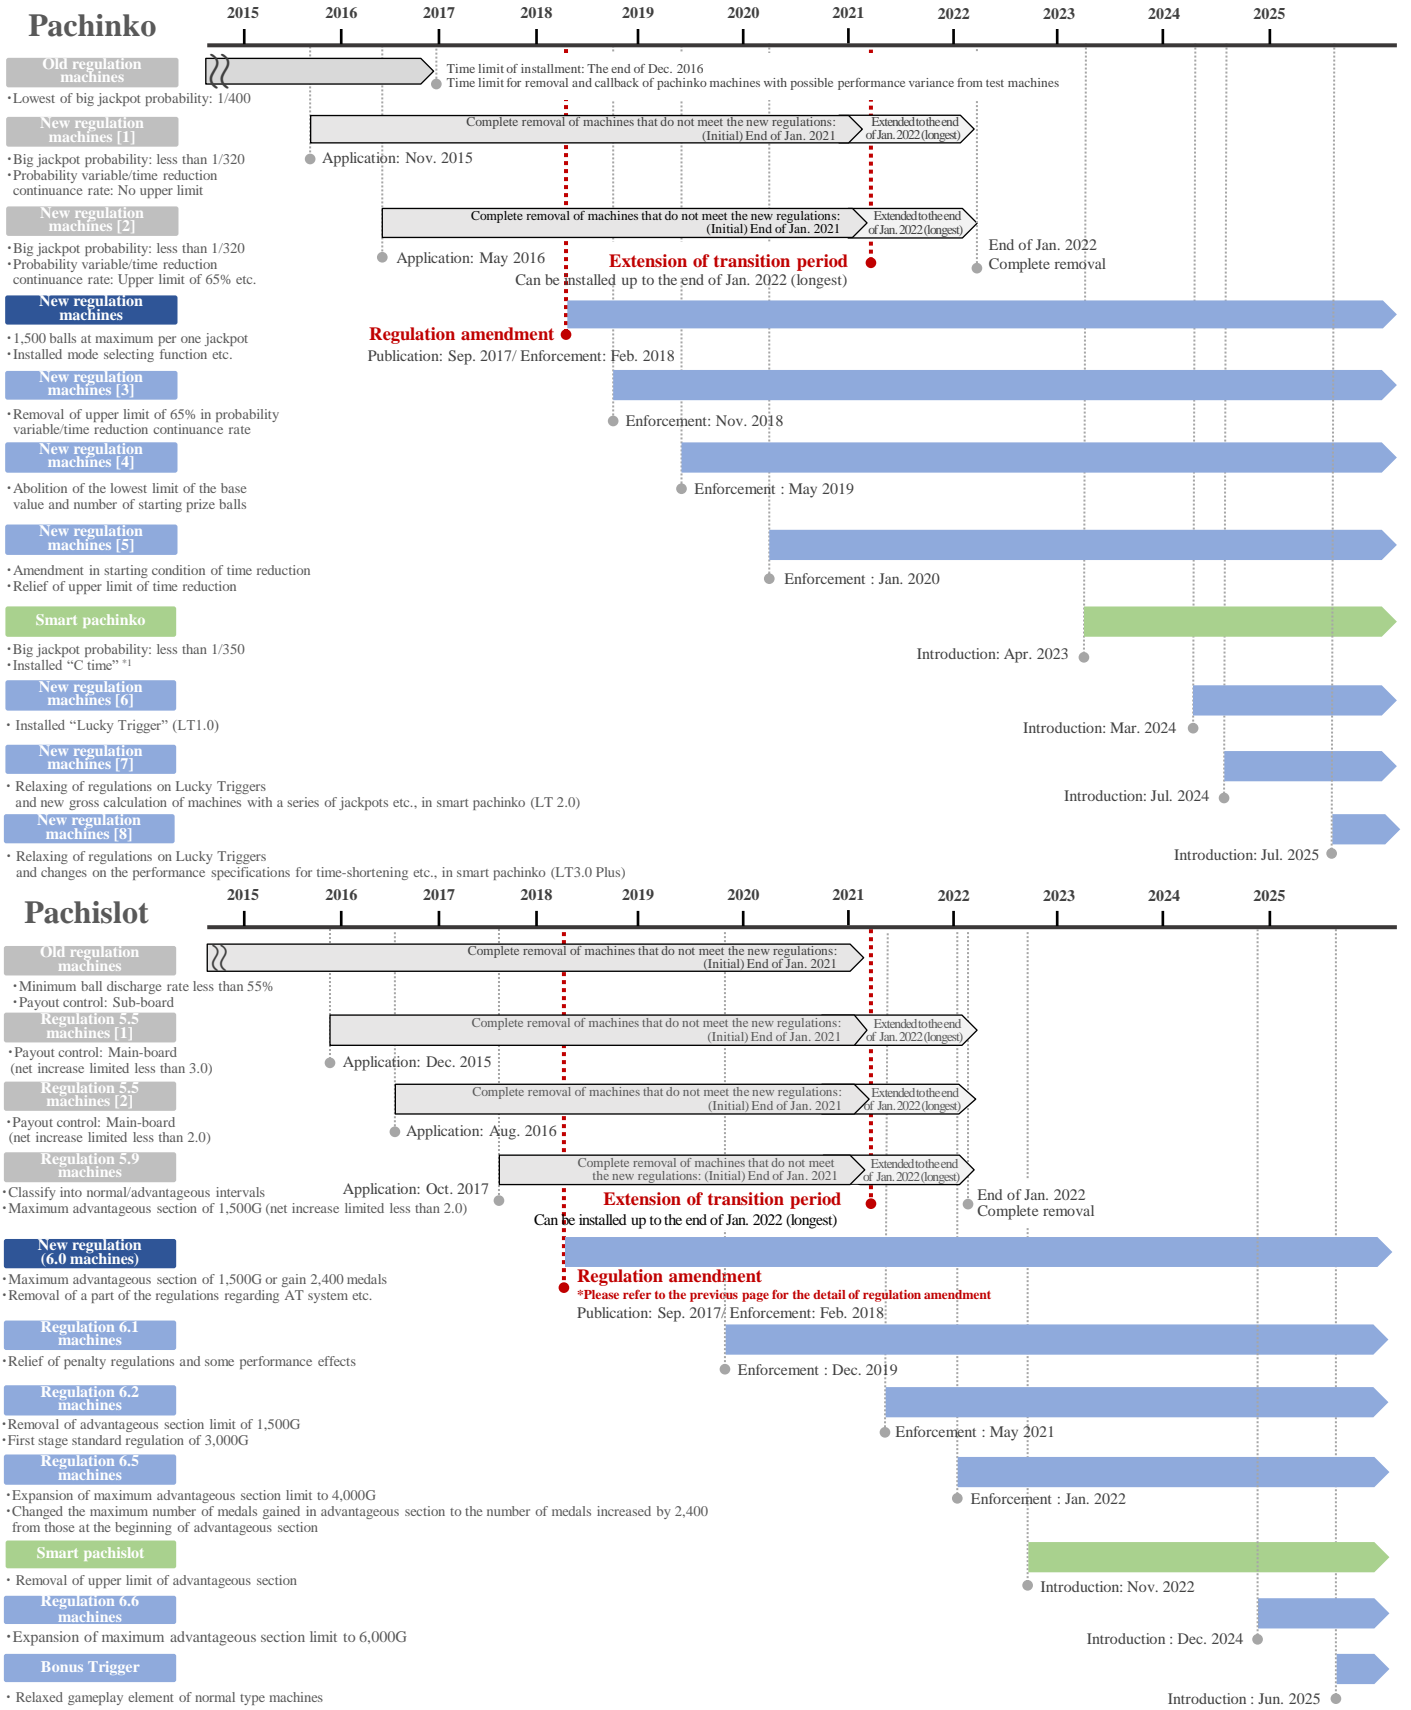 Pachinko
2015 2016 2017 2018 2019 2020 2021 2022 2023 2024 2025
Old regulation
machines
Time limit of installment: The end of Dec. 2016
Time limit for removal and callback of pachinko machines with possible performance variance from test machines
・Lowest of big jackpot probability: 1/400
New regulation
machines [1]
Complete removal of machines that do not meet the new regulations:
(Initial) End of Jan. 2021
Extended to the end
of Jan. 2022 (longest)
・Big jackpot probability: less than 1/320
Application: Nov. 2015
・Probability variable/time reduction
continuance rate: No upper limit
New regulation
machines [2]
Complete removal of machines that do not meet the new regulations:
(Initial) End of Jan. 2021
Extended to the end
of Jan. 2022 (longest)
・Big jackpot probability: less than 1/320
・Probability variable/time reduction
continuance rate: Upper limit of 65% etc.
Application: May 2016
End of Jan. 2022
Complete removal
Extension of transition period
Can be installed up to the end of Jan. 2022 (longest)
New regulation
machines
・1,500 balls at maximum per one jackpot
・Installed mode selecting function etc.
Regulation amendment
Publication: Sep. 2017/ Enforcement: Feb. 2018
New regulation
machines [3]
・Removal of upper limit of 65% in probability
variable/time reduction continuance rate
Enforcement: Nov. 2018
New regulation
machines [4]
・Abolition of the lowest limit of the base
value and number of starting prize balls
Enforcement : May 2019
New regulation
machines [5]
・Amendment in starting condition of time reduction
・Relief of upper limit of time reduction
Enforcement : Jan. 2020
Smart pachinko
・Big jackpot probability: less than 1/350
・Installed “C time” *1
Introduction: Apr. 2023
New regulation
machines [6]
・ Installed “Lucky Trigger” (LT1.0)
Introduction: Mar. 2024
New regulation
machines [7]
・ Relaxing of regulations on Lucky Triggers
and new gross calculation of machines with a series of jackpots etc., in smart pachinko (LT 2.0)
Introduction: Jul. 2024
New regulation
machines [8]
・ Relaxing of regulations on Lucky Triggers
and changes on the performance specifications for time-shortening etc., in smart pachinko (LT3.0 Plus)
Introduction: Jul. 2025
Pachislot
2015 2016 2017 2018 2019 2020 2021 2022 2023 2024 2025
Old regulation
machines
Complete removal of machines that do not meet the new regulations:
(Initial) End of Jan. 2021
・Minimum ball discharge rate less than 55%
・Payout control: Sub-board
Regulation 5.5
machines [1]
Complete removal of machines that do not meet the new regulations:
(Initial) End of Jan. 2021
Extended to the end
of Jan. 2022 (longest)
・Payout control: Main-board
(net increase limited less than 3.0)
Application: Dec. 2015
Regulation 5.5
machines [2]
Complete removal of machines that do not meet the new regulations:
(Initial) End of Jan. 2021
Extended to the end
of Jan. 2022 (longest)
・Payout control: Main-board
(net increase limited less than 2.0)
Application: Aug. 2016
Regulation 5.9
machines
Complete removal of machines that do not meet
the new regulations: (Initial) End of Jan. 2021
Extended to the end
of Jan. 2022 (longest)
・Classify into normal/advantageous intervals
・Maximum advantageous section of 1,500G (net increase limited less than 2.0)
Application: Oct. 2017
End of Jan. 2022
Complete removal
Extension of transition period
Can be installed up to the end of Jan. 2022 (longest)
New regulation
(6.0 machines)
・Maximum advantageous section of 1,500G or gain 2,400 medals
・Removal of a part of the regulations regarding AT system etc.
Regulation amendment
*Please refer to the previous page for the detail of regulation amendment
Publication: Sep. 2017/ Enforcement: Feb. 2018
Regulation 6.1
machines
・Relief of penalty regulations and some performance effects
Enforcement : Dec. 2019
Regulation 6.2
machines
・Removal of advantageous section limit of 1,500G
・First stage standard regulation of 3,000G
Enforcement : May 2021
Regulation 6.5
machines
・Expansion of maximum advantageous section limit to 4,000G
・Changed the maximum number of medals gained in advantageous section to the number of medals increased by 2,400
from those at the beginning of advantageous section
Enforcement : Jan. 2022
Smart pachislot
・ Removal of upper limit of advantageous section
Introduction: Nov. 2022
Regulation 6.6
machines
・Expansion of maximum advantageous section limit to 6,000G
Introduction : Dec. 2024
Bonus Trigger
・ Relaxed gameplay element of normal type machines
Introduction : Jun. 2025